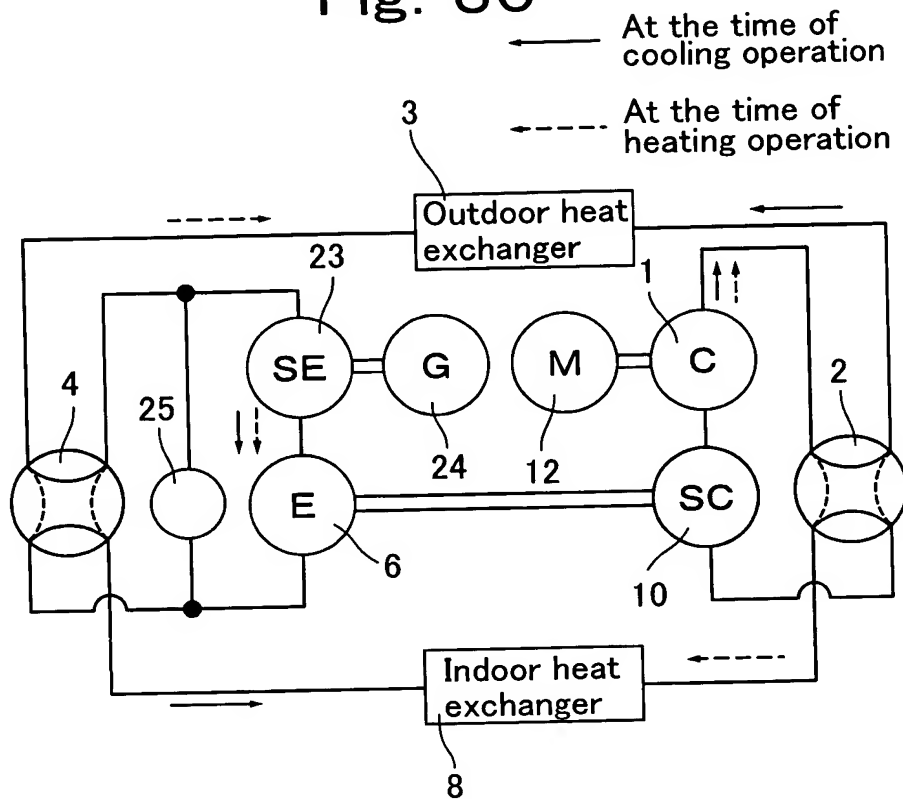 Fig.
At the time of
cooling operation
At the time of
heating operation
3
Outdoor heat
exchanger
23
1
SE
G
M
C
4
25
2
24
12
E
SC
6
10
Indoor heat
exchanger
8